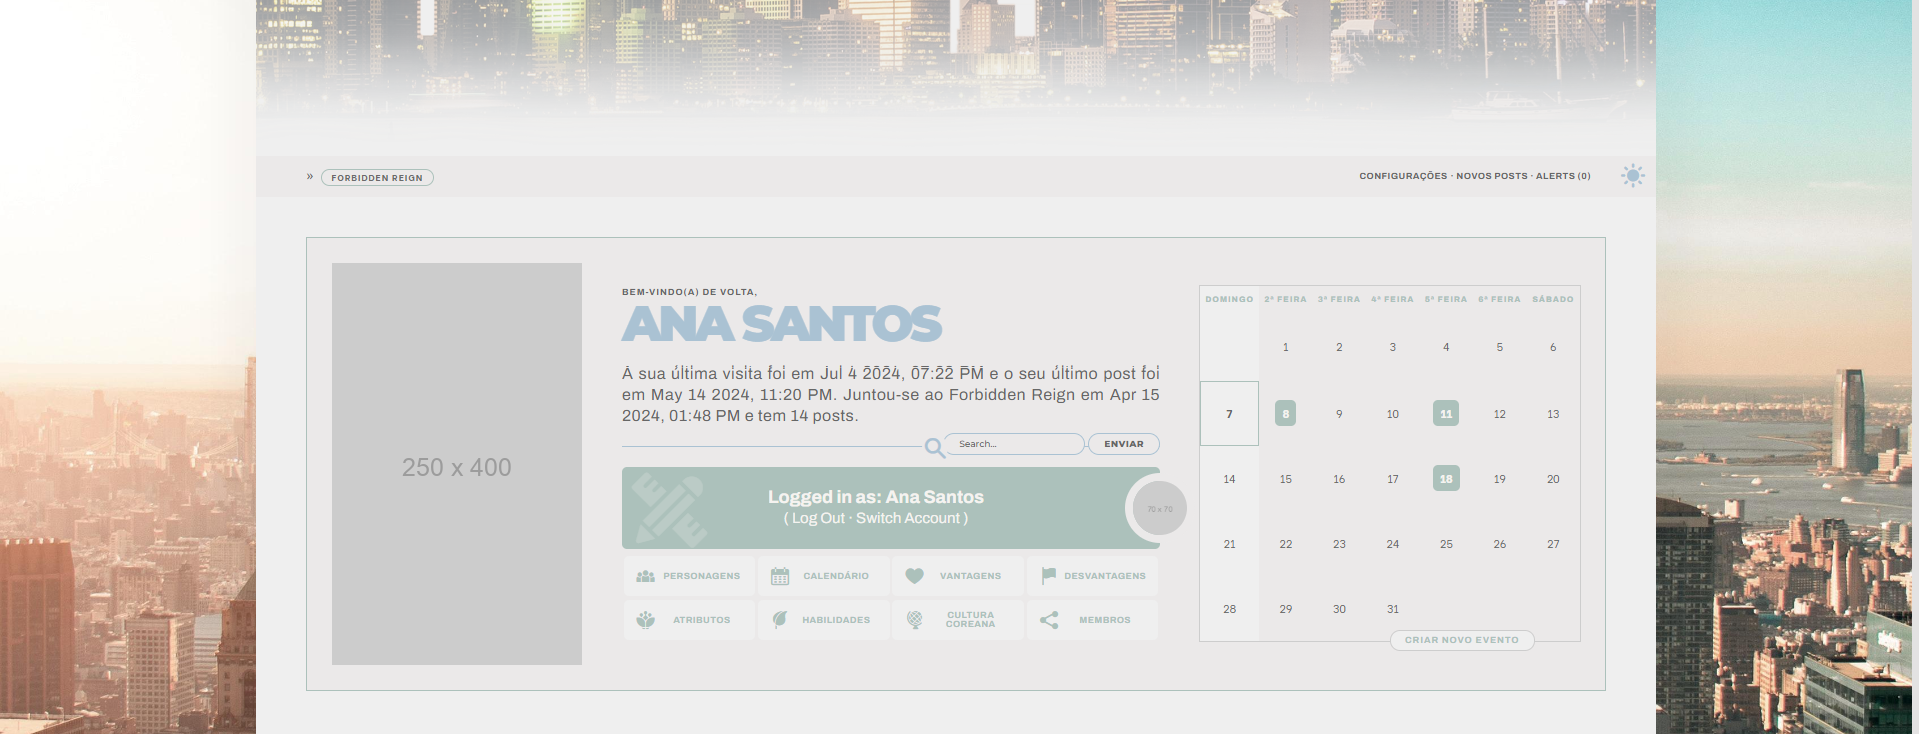 » FORBIDDEN REIGN
CONFIGURAÇÕES · NOVOS POSTS · ALERTS (0)
250 x 400
BEM-VINDO(A) DE VOLTA,
ANA SANTOS
A sua última visita foi em Jul 4 2024, 07:22 PM e o seu último post foi
em May 14 2024, 11:20 PM. Juntou-se ao Forbidden Reign em Apr 15
2024, 01:48 PM e tem 14 posts.
Search...
ENVIAR
Logged in as: Ana Santos
( Log Out · Switch Account )
70 x 70
PERSONAGENS
CALENDÁRIO
VANTAGENS
DESVANTAGENS
ATRIBUTOS
HABILIDADES
CULTURA
COREANA
MEMBROS
DOMINGO 2ª FEIRA 3ª FEIRA 4ª FEIRA 5ª FEIRA 6ª FEIRA SÁBADO
1 2 3 4 5 6
7 8 9 10 11 12 13
14 15 16 17 18 19 20
21 22 23 24 25 26 27
28 29 30 31
CRIAR NOVO EVENTO